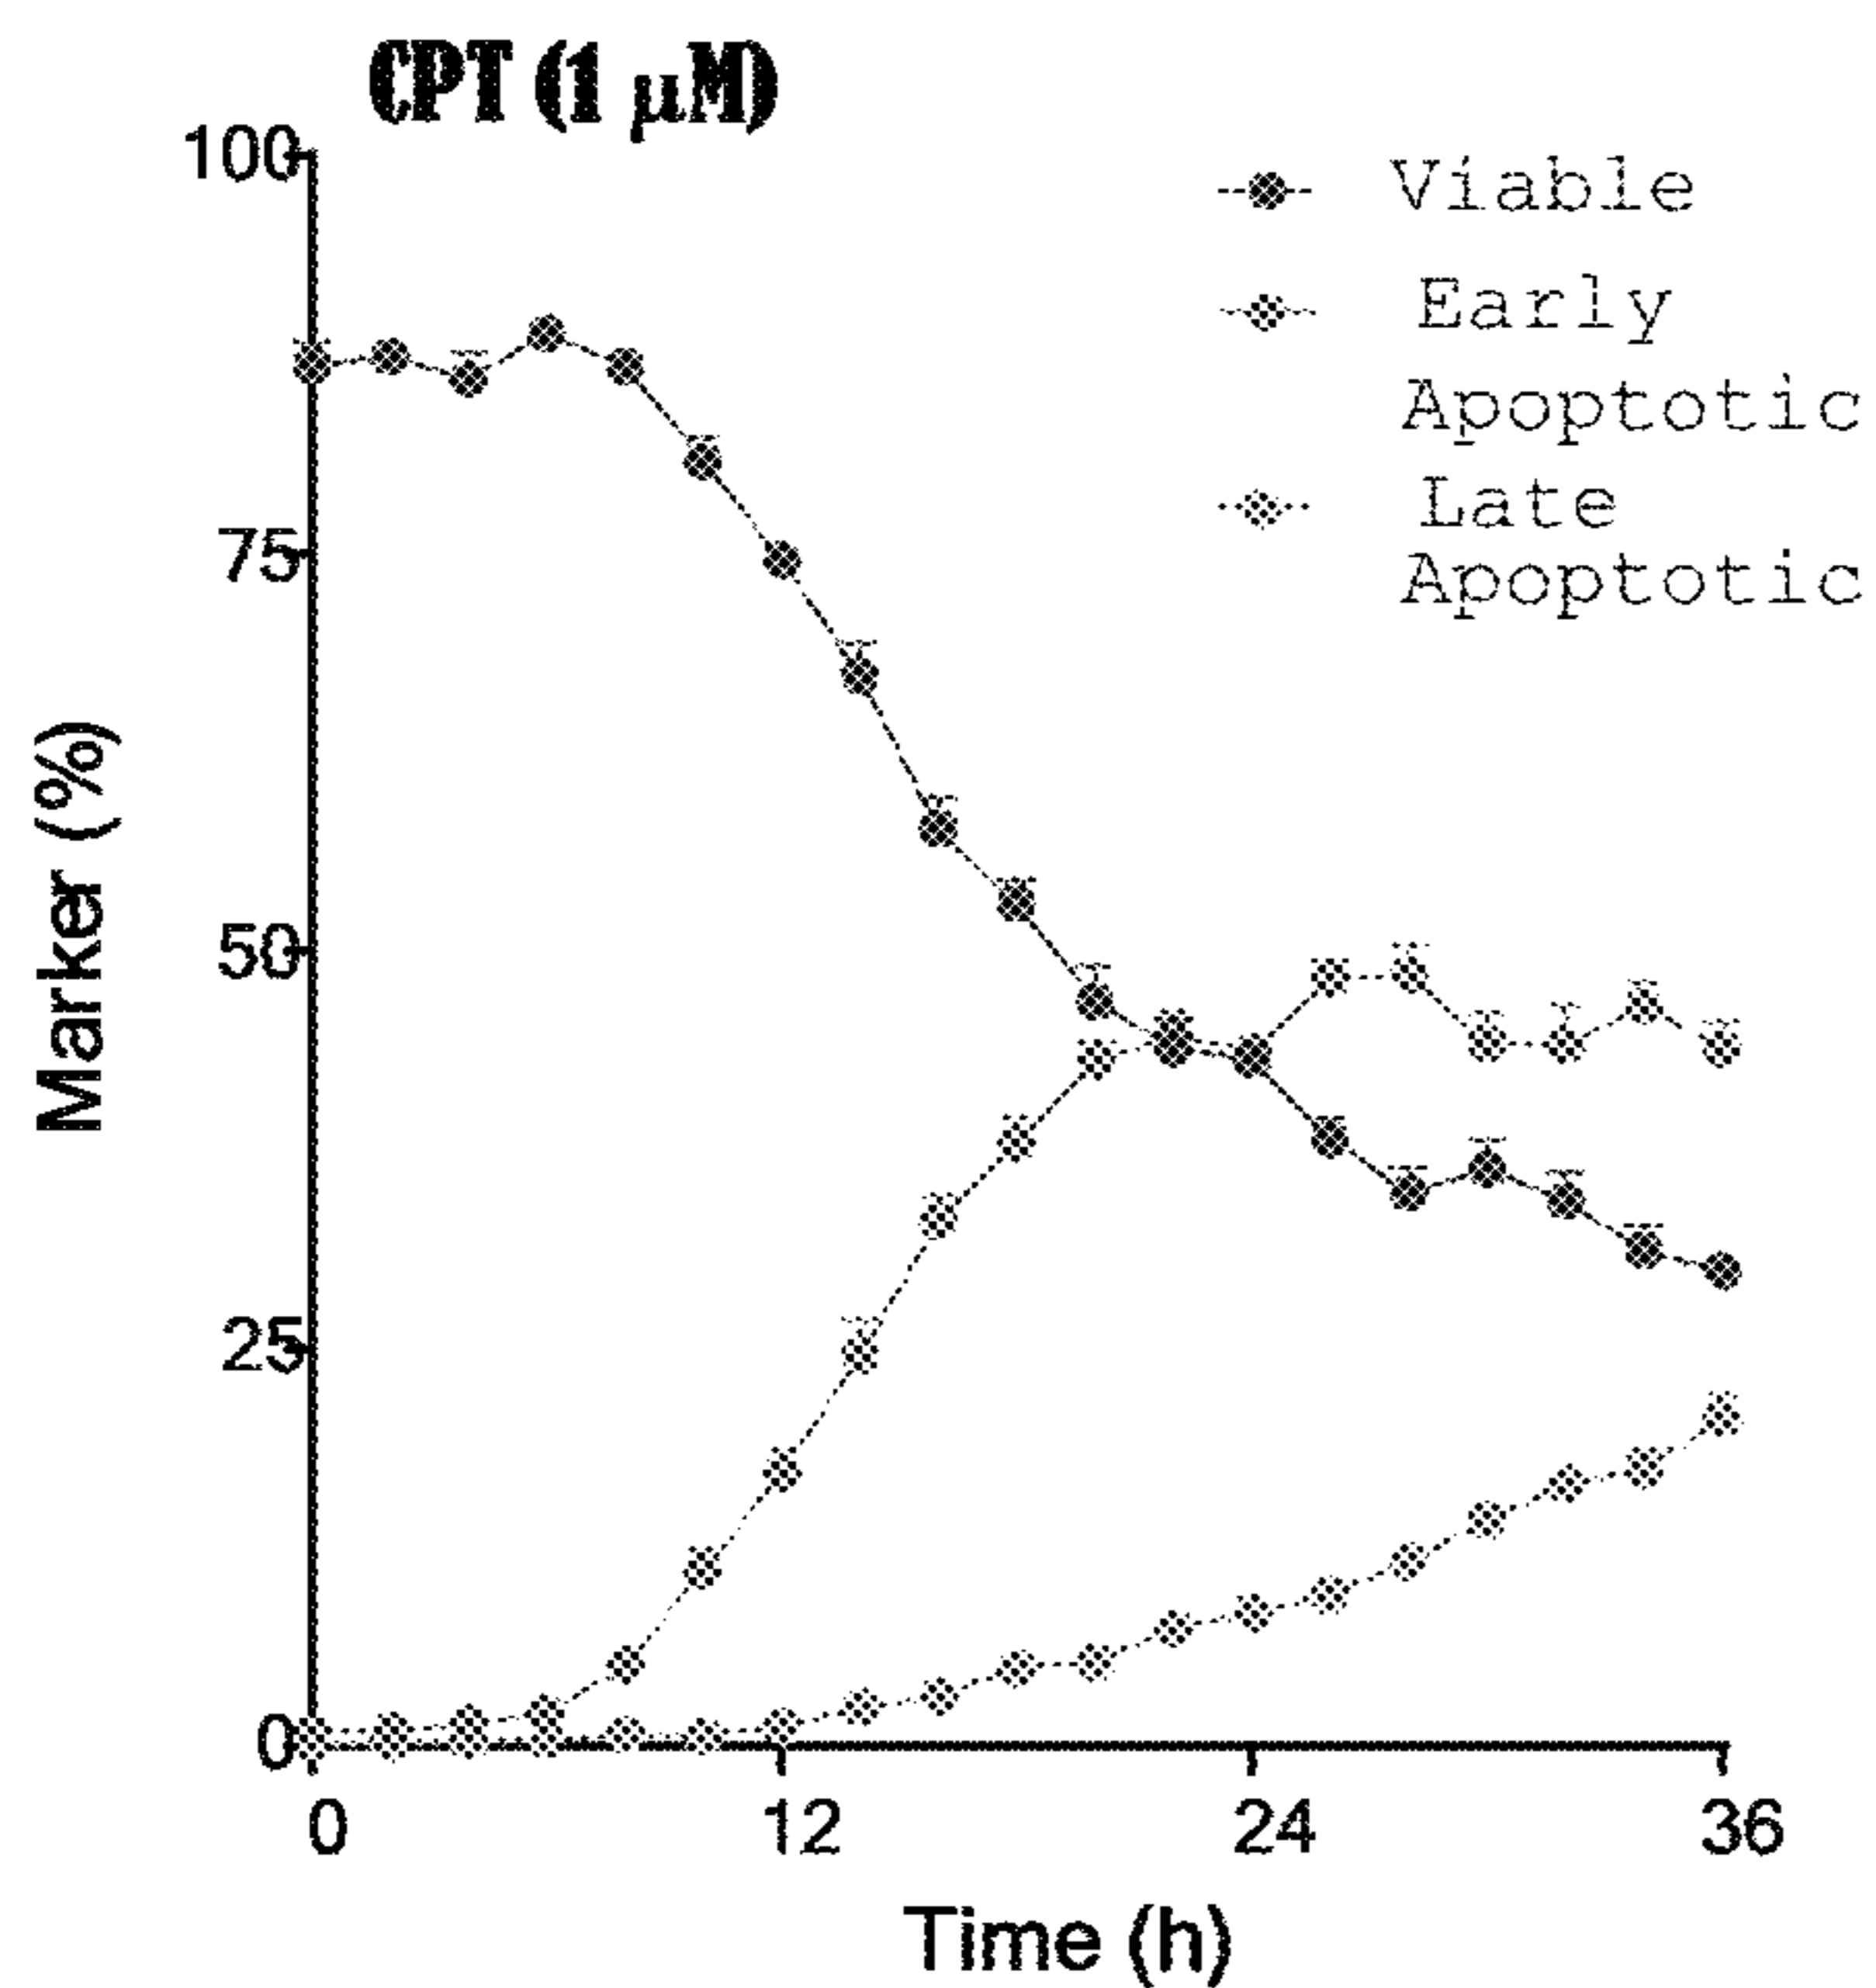 CPT (1 μM)
100
75
50
25
0
Marker (%)
Viable
Early
Apoptotic
Late
Apoptotic
0 12 24 36
Time (h)